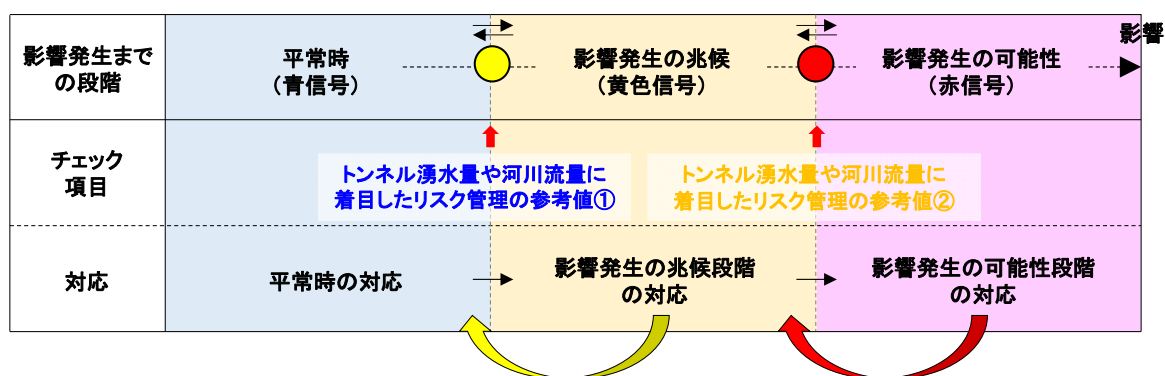 影響発生まで
の段階
平常時
（青信号）
影響発生の兆候
（黄色信号）
影響発生の可能性
（赤信号）
影響
チェック
項目
トンネル湧水量や河川流量に
着目したリスク管理の参考値①
トンネル湧水量や河川流量に
着目したリスク管理の参考値②
対応
平常時の対応
影響発生の兆候段階
の対応
影響発生の可能性段階
の対応